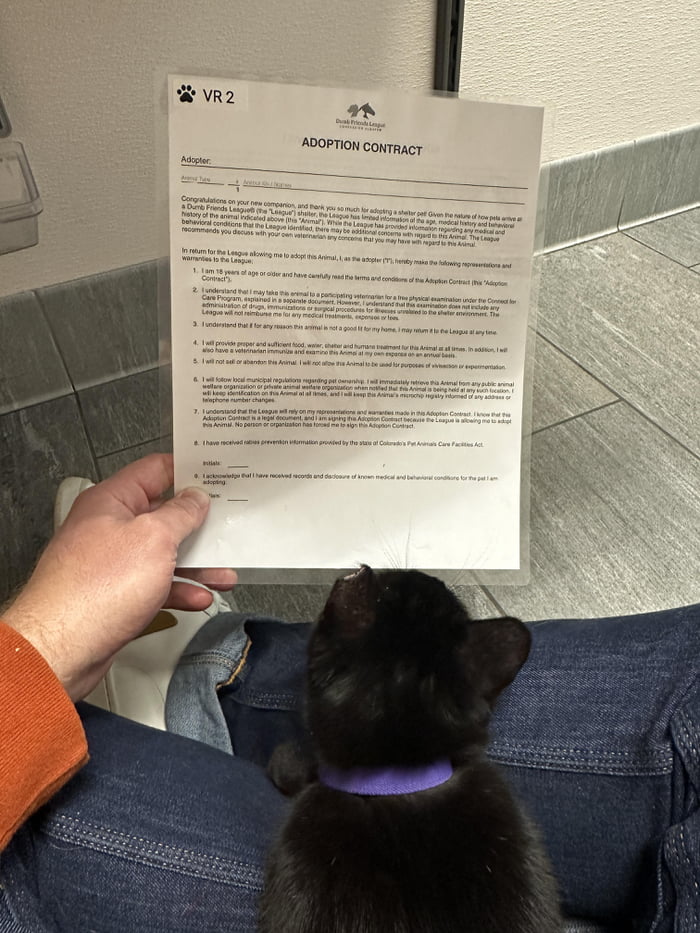 VR 2
Dumb Friends League
ADOPTION CONTRACT
Adopter:
Animal Type
Congratulations on your new companion, and thank you so much for adopting a shelter pet! Given the nature of how pets arrive at
a Dumb Friends League® (the "League") shelter, the League has limited information of the age, medical history and behavioral
history of the animal indicated above (this "Animal"). While the League has provided information regarding any medical and
behavioral conditions that the League identified, there may be additional concerns with regard to this Animal. The League
recommends you discuss with your own veterinarian any concerns that you may have with regard to this Animal.
In return for the League allowing me to adopt this Animal, I, as the adopter ("I"), hereby make the following representations and
warranties to the League:
1. I am 18 years of age or older and have carefully read the terms and conditions of this Adoption Contract (this "Adoption
Contract").
2. I understand that I may take this animal to a participating veterinarian for a free physical examination under the Connect for
Care Program, explained in a separate document. However, I understand that this examination does not include any
administration of drugs, immunizations or surgical procedures for illnesses unrelated to the shelter environment. The
League will not reimburse me for any medical treatments, expenses or fees.
3. I understand that if for any reason this animal is not a good fit for my home, I may return it to the League at any time.
4. I will provide proper and sufficient food, water, shelter and humane treatment for this Animal at all times. In addition, I will
also have a veterinarian immunize and examine this Animal at my own expense on an annual basis.
5. I will not sell or abandon this Animal. I will not allow this Animal to be used for purposes of vivisection or experimentation.
6. I will follow local municipal regulations regarding pet ownership. I will immediately retrieve this Animal from any public animal
welfare organization or private animal welfare organization when notified that this Animal is being held at any such location. I
will keep identification on this Animal at all times, and I will keep this Animal's microchip registry informed of any address or
telephone number changes.
7. I understand that the League will rely on my representations and warranties made in this Adoption Contract. I know that this
Adoption Contract is a legal document, and I am signing this Adoption Contract because the League is allowing me to adopt
this Animal. No person or organization has forced me to sign this Adoption Contract.
8. I have received rabies prevention information provided by the state of Colorado's Pet Animals Care Facilities Act.
Initials:
9. I acknowledge that I have received records and disclosure of known medical and behavioral conditions for the pet I am
adopting.